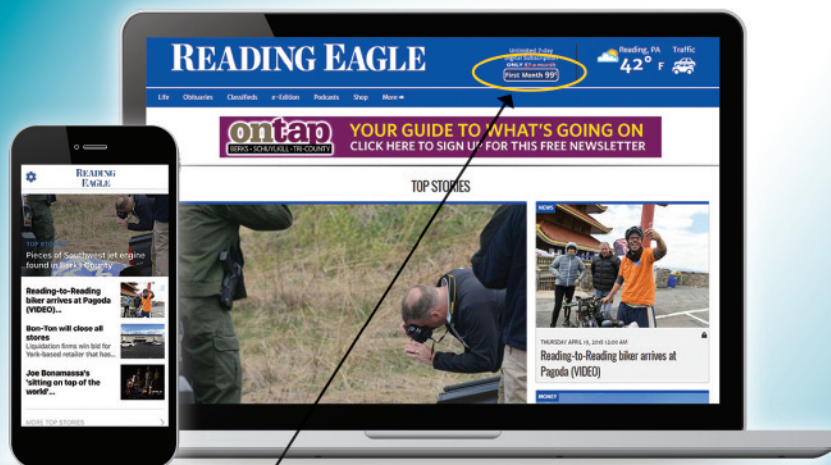 READING EAGLE
Unlimited 7-day
Digital Subscription
ONLY $7 a month
First Month 99¢
Reading, PA
42° F
Traffic
Life Obituaries Classifieds e-Edition Podcasts Shop More
ontap
BERKS • SCHUYLKILL • TRI-COUNTY
YOUR GUIDE TO WHAT'S GOING ON
CLICK HERE TO SIGN UP FOR THIS FREE NEWSLETTER
TOP STORIES
NEWS
THURSDAY APRIL 19, 2018 12:00 AM
Reading-to-Reading biker arrives at
Pagoda (VIDEO)
MONEY
READING
EAGLE
TOP STORIES
Pieces of Southwest jet engine
found in Berks County
Reading-to-Reading
biker arrives at Pagoda
(VIDEO)...
Bon-Ton will close all
stores
Liquidation firms win bid for
York-based retailer that has...
Joe Bonamassa's
'sitting on top of the
world'...
MORE TOP STORIES